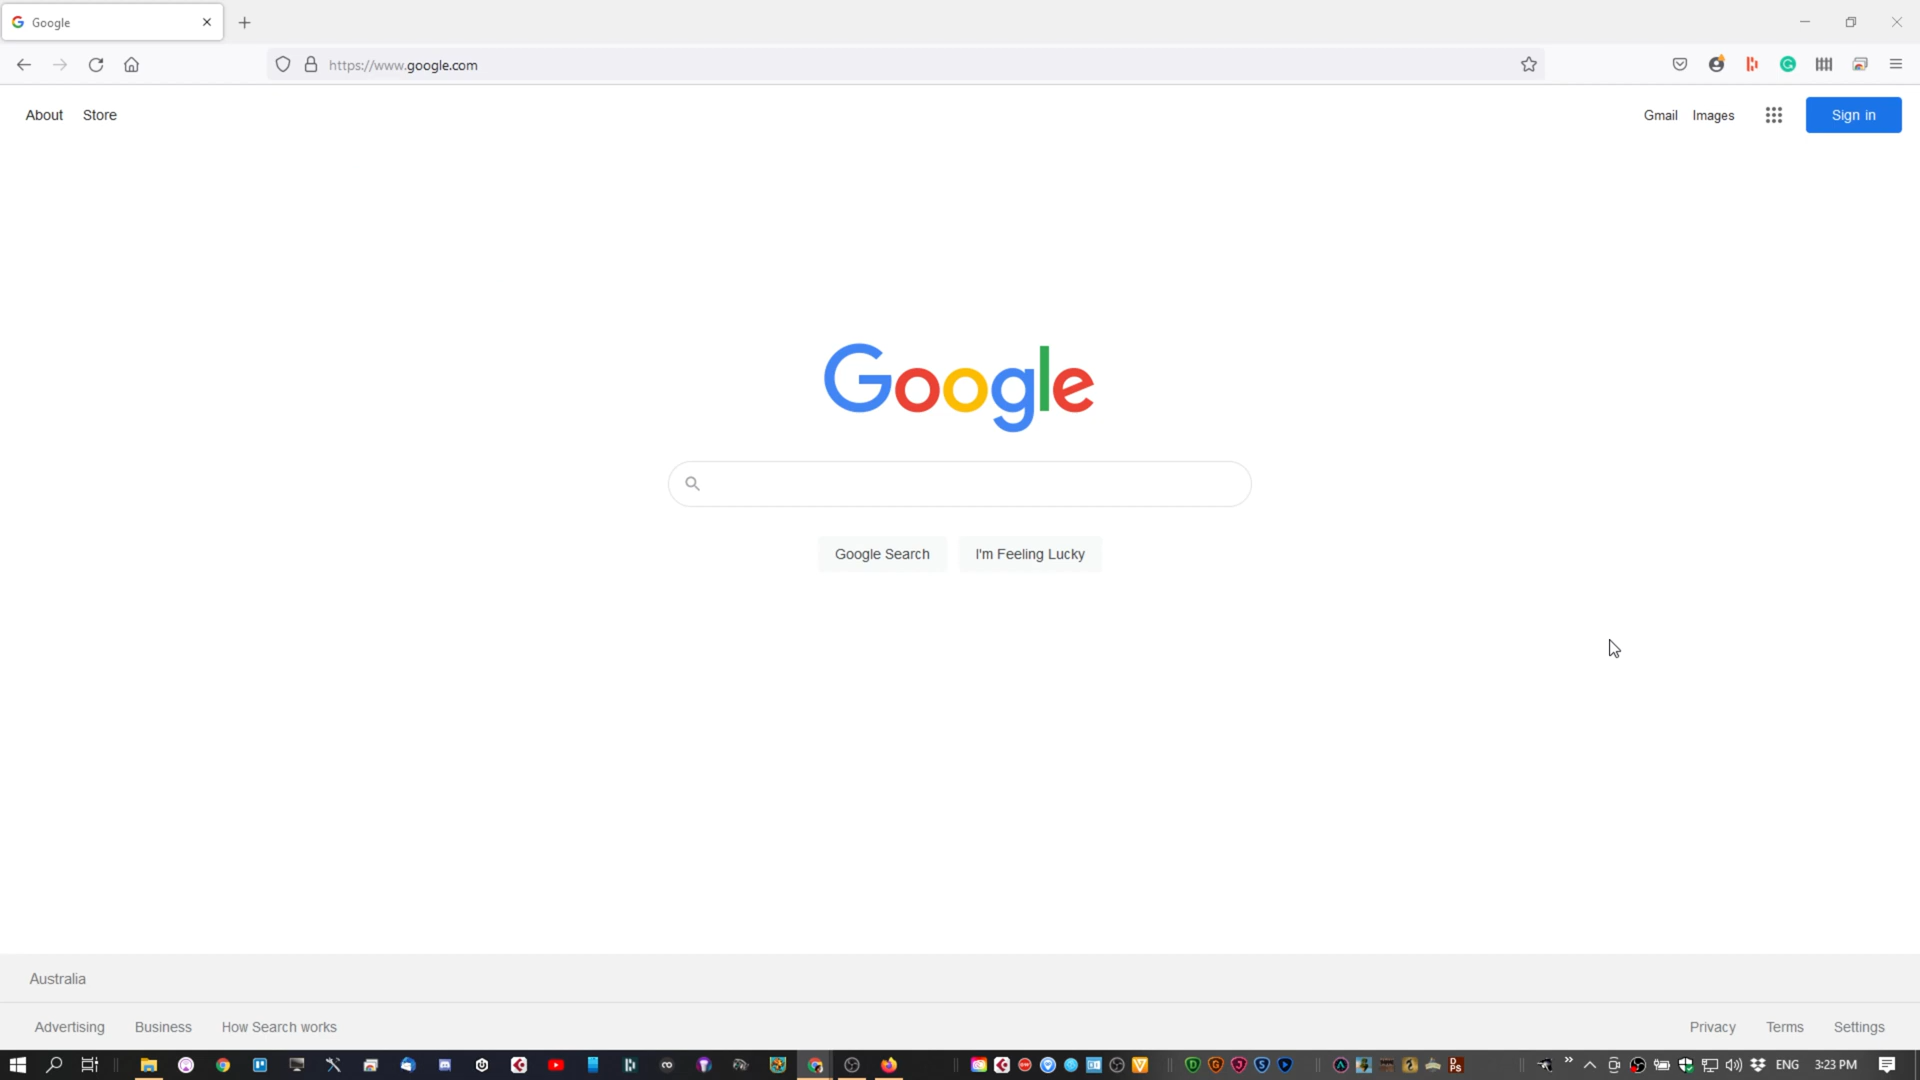 Google
https://www.google.com
About Store
Gmail Images Sign in
Google
Google Search I'm Feeling Lucky
Australia
Advertising Business How Search works
Privacy Terms Settings
ENG 3:23 PM